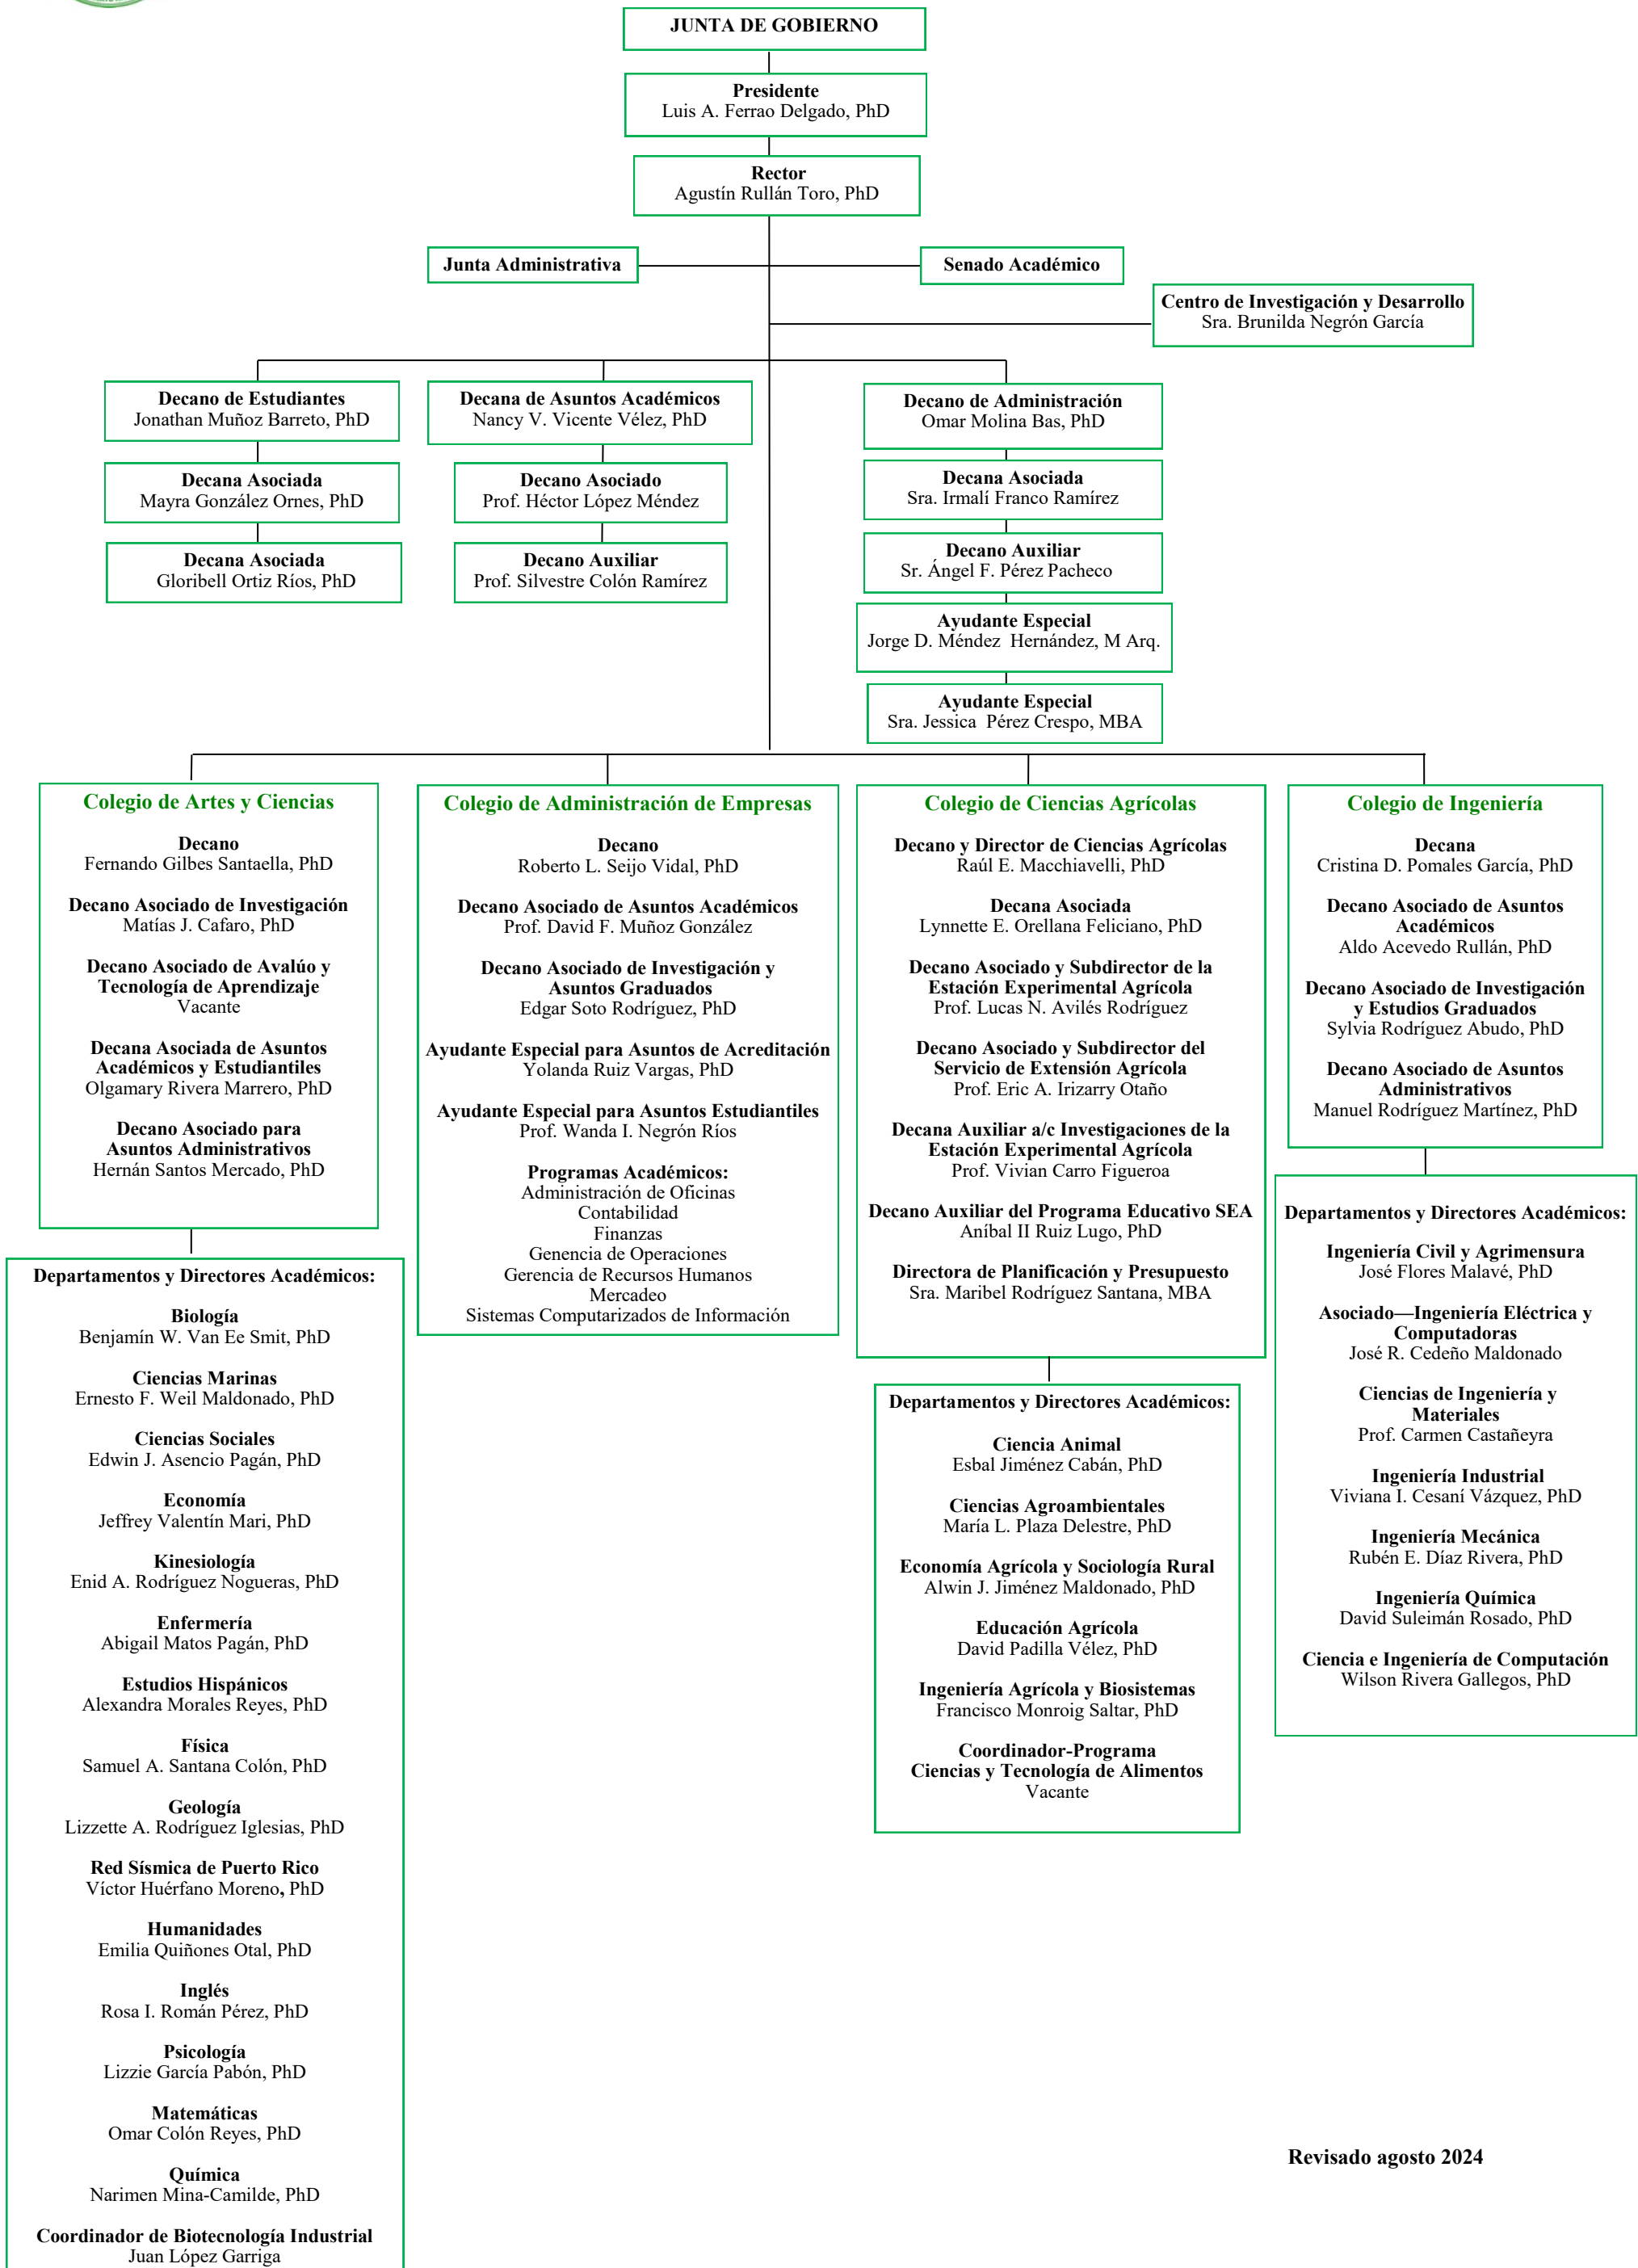 JUNTA DE GOBIERNO
Presidente
Luis A. Ferrao Delgado, PhD
Rector
Agustín Rullán Toro, PhD
Junta Administrativa
Senado Académico
Centro de Investigación y Desarrollo
Sra. Brunilda Negrón García
Decano de Estudiantes
Jonathan Muñoz Barreto, PhD
Decana Asociada
Mayra González Ornes, PhD
Decana Asociada
Gloribell Ortiz Ríos, PhD
Decana de Asuntos Académicos
Nancy V. Vicente Vélez, PhD
Decano Asociado
Prof. Héctor López Méndez
Decano Auxiliar
Prof. Silvestre Colón Ramírez
Decano de Administración
Omar Molina Bas, PhD
Decana Asociada
Sra. Irmalí Franco Ramírez
Decano Auxiliar
Sr. Ángel F. Pérez Pacheco
Ayudante Especial
Jorge D. Méndez  Hernández, M Arq.
Ayudante Especial
Sra. Jessica  Pérez Crespo, MBA
Colegio de Artes y Ciencias
Decano
Fernando Gilbes Santaella, PhD
Decano Asociado de Investigación
Matías J. Cafaro, PhD
Decano Asociado de Avalúo y
Tecnología de Aprendizaje
Vacante
Decana Asociada de Asuntos
Académicos y Estudiantiles
Olgamary Rivera Marrero, PhD
Decano Asociado para
Asuntos Administrativos
Hernán Santos Mercado, PhD
Departamentos y Directores Académicos:
Biología
Benjamín W. Van Ee Smit, PhD
Ciencias Marinas
Ernesto F. Weil Maldonado, PhD
Ciencias Sociales
Edwin J. Asencio Pagán, PhD
Economía
Jeffrey Valentín Mari, PhD
Kinesiología
Enid A. Rodríguez Nogueras, PhD
Enfermería
Abigail Matos Pagán, PhD
Estudios Hispánicos
Alexandra Morales Reyes, PhD
Física
Samuel A. Santana Colón, PhD
Geología
Lizzette A. Rodríguez Iglesias, PhD
Red Sísmica de Puerto Rico
Víctor Huérfano Moreno, PhD
Humanidades
Emilia Quiñones Otal, PhD
Inglés
Rosa I. Román Pérez, PhD
Psicología
Lizzie García Pabón, PhD
Matemáticas
Omar Colón Reyes, PhD
Química
Narimen Mina-Camilde, PhD
Coordinador de Biotecnología Industrial
Juan López Garriga
Colegio de Administración de Empresas
Decano
Roberto L. Seijo Vidal, PhD
Decano Asociado de Asuntos Académicos
Prof. David F. Muñoz González
Decano Asociado de Investigación y
Asuntos Graduados
Edgar Soto Rodríguez, PhD
Ayudante Especial para Asuntos de Acreditación
Yolanda Ruiz Vargas, PhD
Ayudante Especial para Asuntos Estudiantiles
Prof. Wanda I. Negrón Ríos
Programas Académicos:
Administración de Oficinas
Contabilidad
Finanzas
Genencia de Operaciones
Gerencia de Recursos Humanos
Mercadeo
Sistemas Computarizados de Información
Colegio de Ciencias Agrícolas
Decano y Director de Ciencias Agrícolas
Raúl E. Macchiavelli, PhD
Decana Asociada
Lynnette E. Orellana Feliciano, PhD
Decano Asociado y Subdirector de la
Estación Experimental Agrícola
Prof. Lucas N. Avilés Rodríguez
Decano Asociado y Subdirector del
Servicio de Extensión Agrícola
Prof. Eric A. Irizarry Otaño
Decana Auxiliar a/c Investigaciones de la
Estación Experimental Agrícola
Prof. Vivian Carro Figueroa
Decano Auxiliar del Programa Educativo SEA
Aníbal II Ruiz Lugo, PhD
Directora de Planificación y Presupuesto
Sra. Maribel Rodríguez Santana, MBA
Departamentos y Directores Académicos:
Ciencia Animal
Esbal Jiménez Cabán, PhD
Ciencias Agroambientales
María L. Plaza Delestre, PhD
Economía Agrícola y Sociología Rural
Alwin J. Jiménez Maldonado, PhD
Educación Agrícola
David Padilla Vélez, PhD
Ingeniería Agrícola y Biosistemas
Francisco Monroig Saltar, PhD
Coordinador-Programa
Ciencias y Tecnología de Alimentos
Vacante
Colegio de Ingeniería
Decana
Cristina D. Pomales García, PhD
Decano Asociado de Asuntos
Académicos
Aldo Acevedo Rullán, PhD
Decano Asociado de Investigación
y Estudios Graduados
Sylvia Rodríguez Abudo, PhD
Decano Asociado de Asuntos
Administrativos
Manuel Rodríguez Martínez, PhD
Departamentos y Directores Académicos:
Ingeniería Civil y Agrimensura
José Flores Malavé, PhD
Asociado—Ingeniería Eléctrica y
Computadoras
José R. Cedeño Maldonado
Ciencias de Ingeniería y
Materiales
Prof. Carmen Castañeyra
Ingeniería Industrial
Viviana I. Cesaní Vázquez, PhD
Ingeniería Mecánica
Rubén E. Díaz Rivera, PhD
Ingeniería Química
David Suleimán Rosado, PhD
Ciencia e Ingeniería de Computación
Wilson Rivera Gallegos, PhD
Revisado agosto 2024